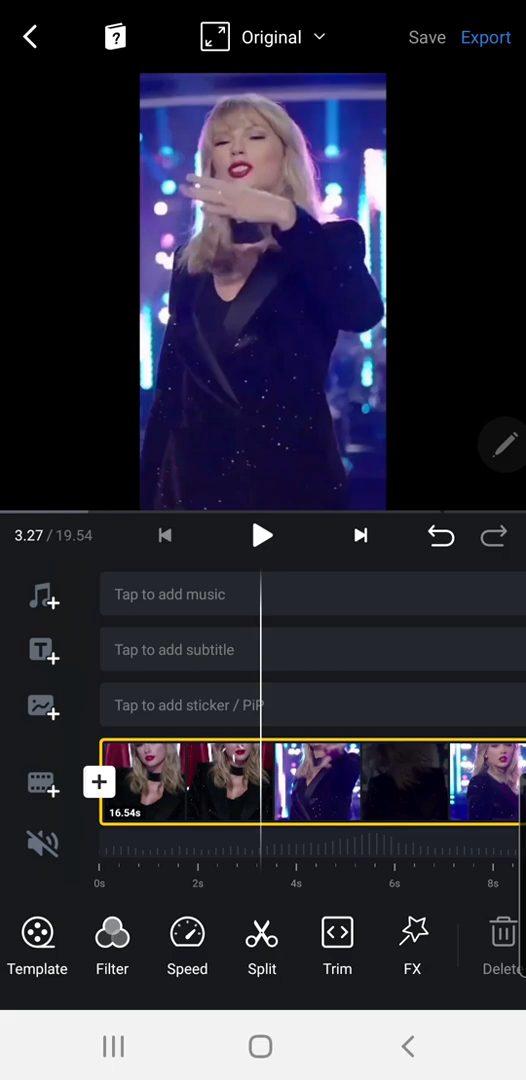 ?
Original
Save
Export
3.27 / 19.54
Tap to add music
T
Tap to add subtitle
Tap to add sticker / PiP
16.54s
0s
2s
4s
6s
8s
Template
Filter
Speed
Split
Trim
FX
Delete